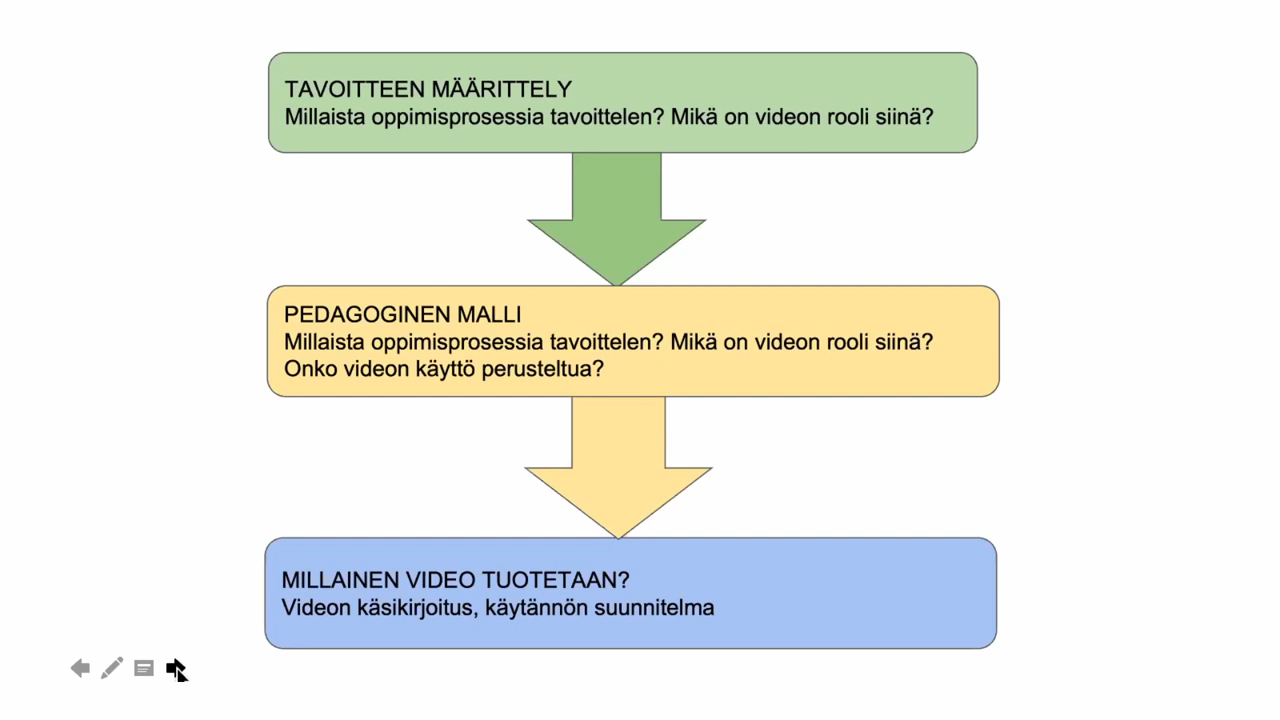 TAVOITTEEN MÄÄRITTELY
Millaista oppimisprosessia tavoittelen? Mikä on videon rooli siinä?
PEDAGOGINEN MALLI
Millaista oppimisprosessia tavoittelen? Mikä on videon rooli siinä?
Onko videon käyttö perusteltua?
MILLAINEN VIDEO TUOTETAAN?
Videon käsikirjoitus, käytännön suunnitelma